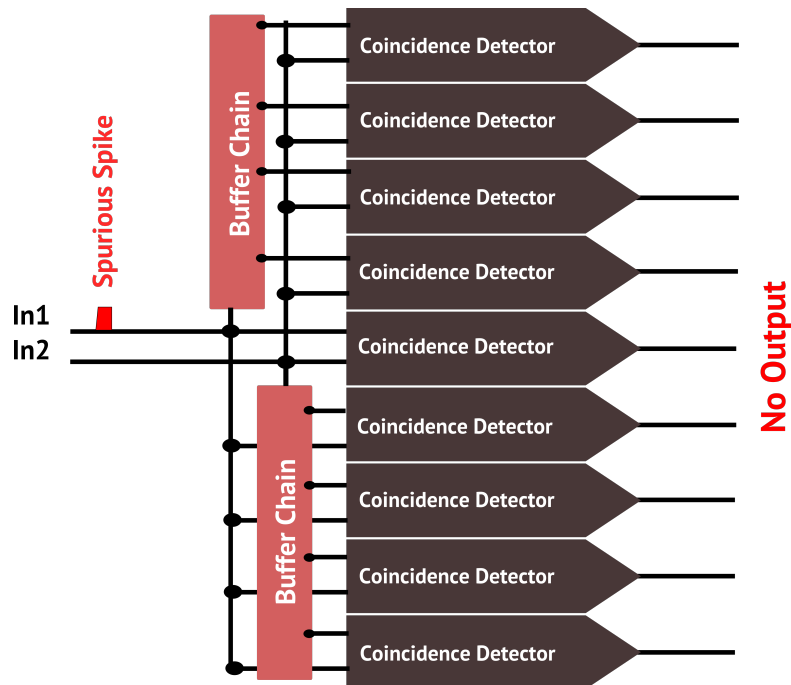 Coincidence Detector
Coincidence Detector
Coincidence Detector
Coincidence Detector
Coincidence Detector
Coincidence Detector
Coincidence Detector
Coincidence Detector
Coincidence Detector
Buffer Chain
Spurious Spike
In1
In2
Buffer Chain
No Output